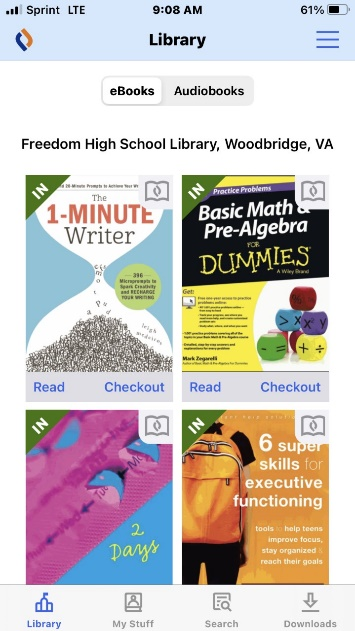 Sprint LTE 9:08 AM 61%
Library
eBooks Audiobooks
Freedom High School Library, Woodbridge, VA
IN
The
1-MINUTE
Writer
396
Microprompts to
Spark Creativity
and RECHARGE
YOUR WRITING
Read Checkout
IN
Practice Problems
Basic Math &
Pre-Algebra
FOR
DUMMIES
A Wiley Brand
Mark Zegarelli
Read Checkout
IN
Tue
2
Days
IN
6 super
skills for
executive
functioning
tools to help teens
improve focus,
stay organized &
reach their goals
Library My Stuff Search Downloads